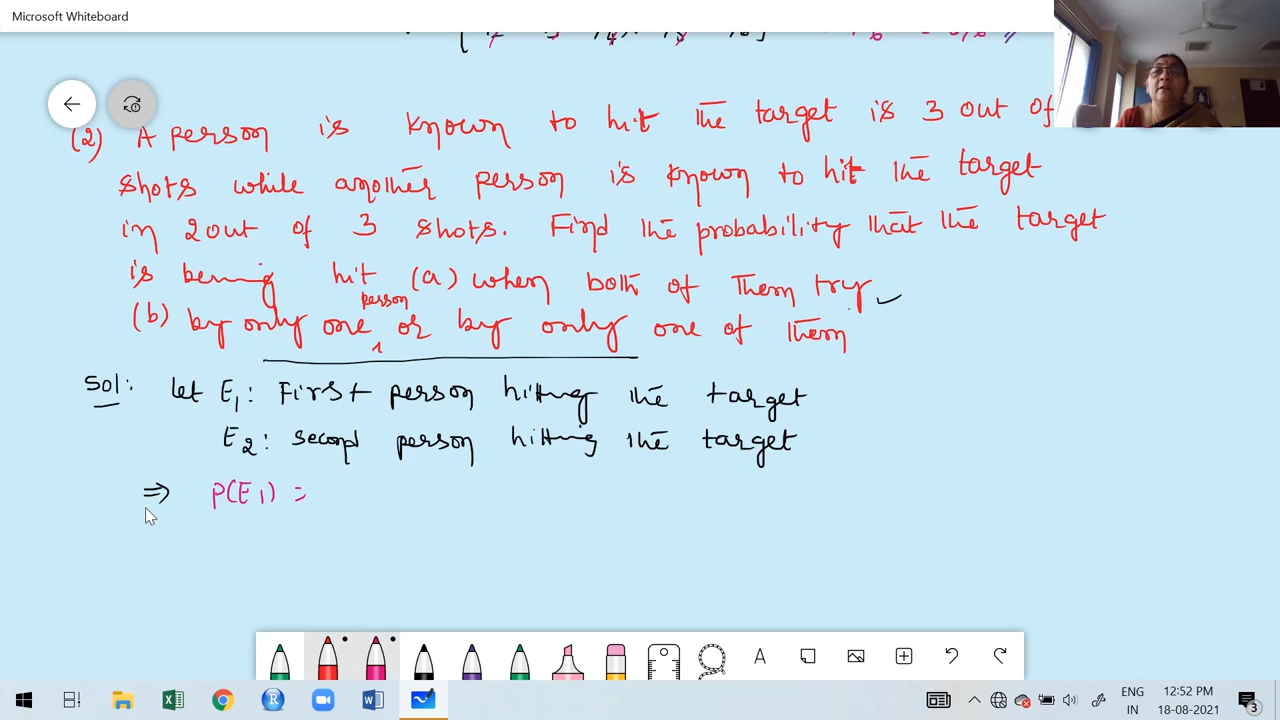 Microsoft Whiteboard
(2) A person is known to hit the target is 3 out of
shots while another person is known to hit the target
in 2 out of 3 shots. Find the probability that the target
is being hit (a) when both of them try
person
(b) by only one or by only one of them
Sol: let E1: First person hitting the target
E2: second person hitting the target
⇒ P(E1) =
A
ENG
IN
12:52 PM
18-08-2021
3